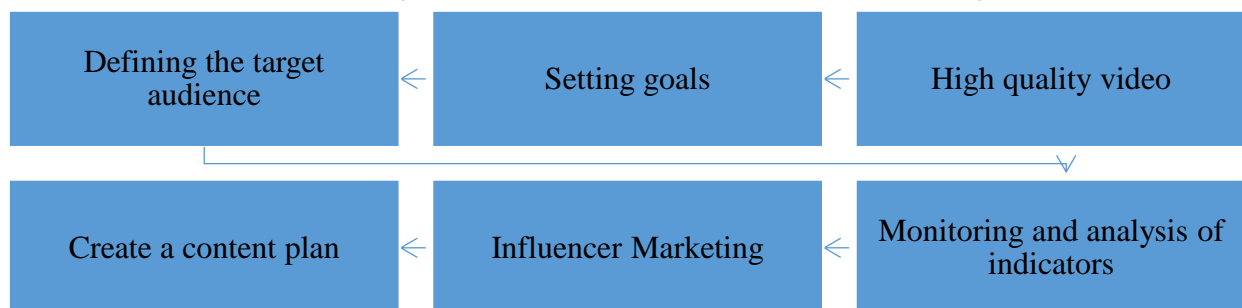 Defining the target
audience
Setting goals
High quality video
Create a content plan
Influencer Marketing
Monitoring and analysis of
indicators